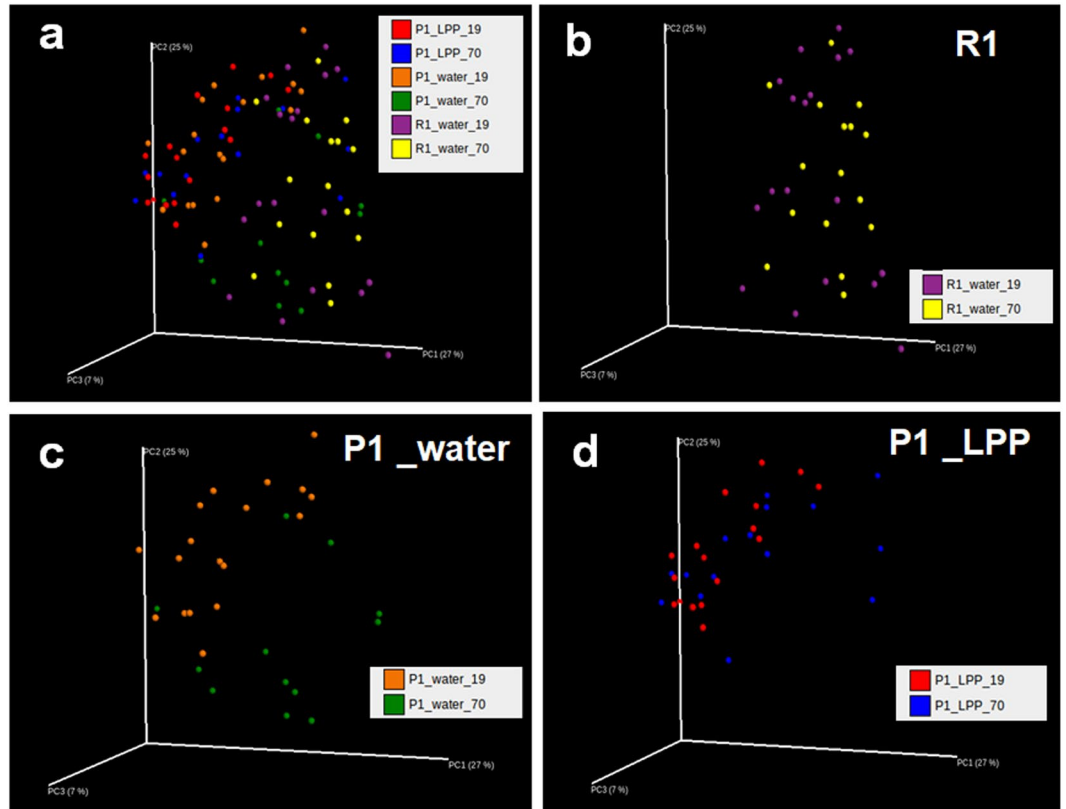 a
PC2 (25 %)
P1_LPP_19
P1_LPP_70
P1_water_19
P1_water_70
R1_water_19
R1_water_70
PC1 (27 %)
PC3 (7 %)
b
R1
PC2 (25 %)
R1_water_19
R1_water_70
PC1 (27 %)
PC3 (7 %)
c
P1 _water
PC2 (25 %)
P1_water_19
P1_water_70
PC1 (27 %)
PC3 (7 %)
d
P1 _LPP
PC2 (25 %)
P1_LPP_19
P1_LPP_70
PC1 (27 %)
PC3 (7 %)